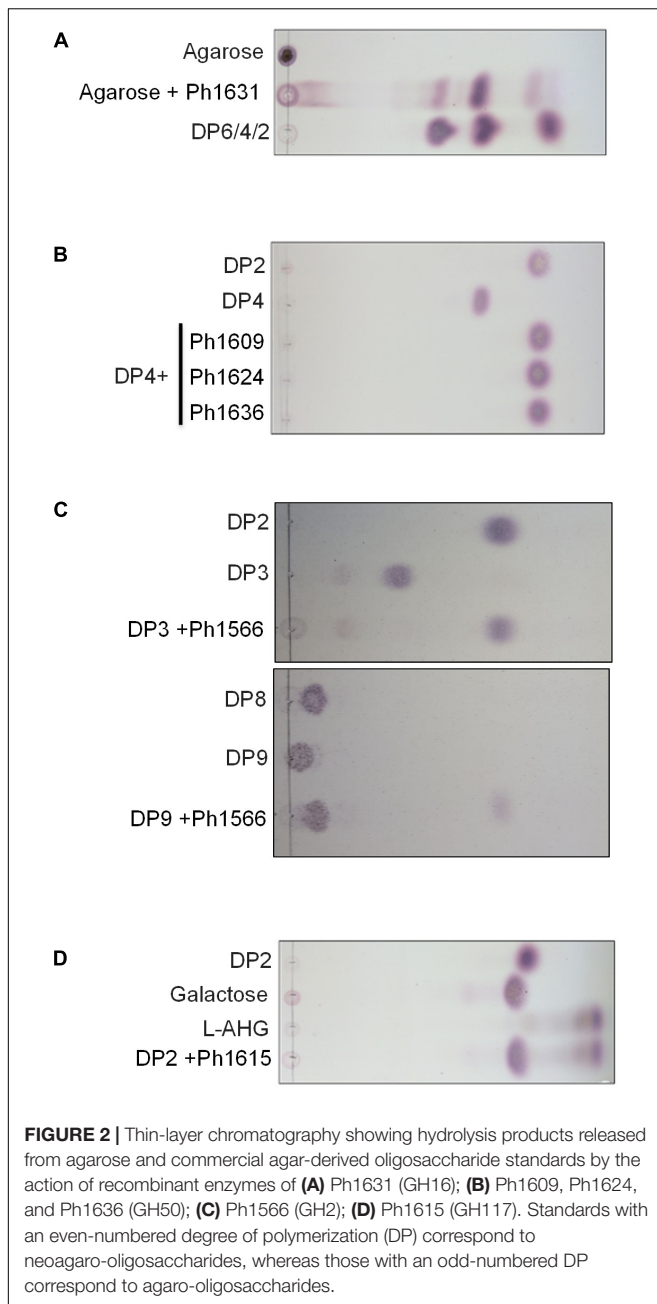 A
Agarose
Agarose + Ph1631
DP6/4/2
B
DP2
DP4
Ph1609
DP4+
Ph1624
Ph1636
C
DP2
DP3
DP3 +Ph1566
DP8
DP9
DP9 +Ph1566
D
DP2
Galactose
L-AHG
DP2 +Ph1615
FIGURE 2 | Thin-layer chromatography showing hydrolysis products released
from agarose and commercial agar-derived oligosaccharide standards by the
action of recombinant enzymes of (A) Ph1631 (GH16); (B) Ph1609, Ph1624,
and Ph1636 (GH50); (C) Ph1566 (GH2); (D) Ph1615 (GH117). Standards with
an even-numbered degree of polymerization (DP) correspond to
neoagaro-oligosaccharides, whereas those with an odd-numbered DP
correspond to agaro-oligosaccharides.